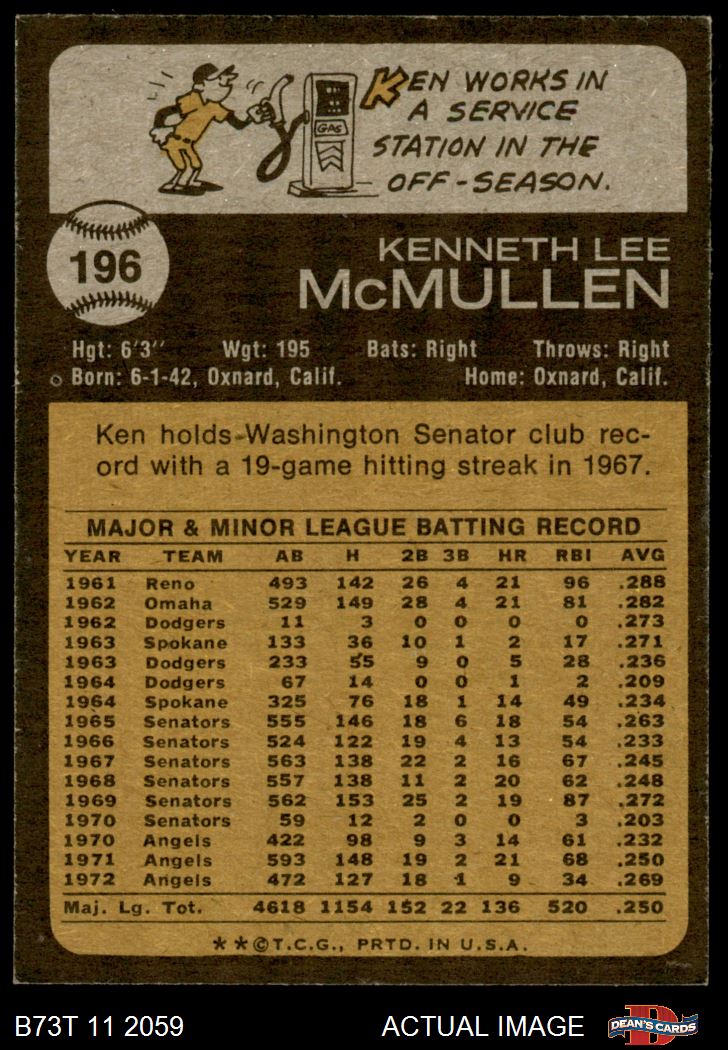 KEN WORKS IN
A SERVICE
STATION IN THE
OFF-SEASON.
GAS
196
KENNETH LEE
McMULLEN
Hgt: 6'3'' Wgt: 195 Bats: Right Throws: Right
Born: 6-1-42, Oxnard, Calif. Home: Oxnard, Calif.
Ken holds Washington Senator club rec-
ord with a 19-game hitting streak in 1967.
MAJOR & MINOR LEAGUE BATTING RECORD
YEAR TEAM AB H 2B 3B HR RBI AVG
1961 Reno 493 142 26 4 21 96 .288
1962 Omaha 529 149 28 4 21 81 .282
1962 Dodgers 11 3 0 0 0 0 .273
1963 Spokane 133 36 10 1 2 17 .271
1963 Dodgers 233 55 9 0 5 28 .236
1964 Dodgers 67 14 0 0 1 2 .209
1964 Spokane 325 76 18 1 14 49 .234
1965 Senators 555 146 18 6 18 54 .263
1966 Senators 524 122 19 4 13 54 .233
1967 Senators 563 138 22 2 16 67 .245
1968 Senators 557 138 11 2 20 62 .248
1969 Senators 562 153 25 2 19 87 .272
1970 Senators 59 12 2 0 0 3 .203
1970 Angels 422 98 9 3 14 61 .232
1971 Angels 593 148 19 2 21 68 .250
1972 Angels 472 127 18 1 9 34 .269
Maj. Lg. Tot. 4618 1154 152 22 136 520 .250
**©T.C.G., PRTD. IN U.S.A.
B73T 11 2059 ACTUAL IMAGE D DEAN'S CARDS